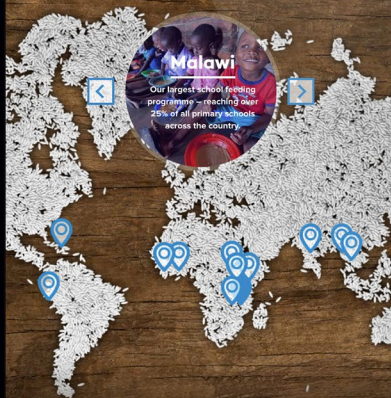 Malawi
Our largest school feeding
programme – reaching over
25% of all primary schools
across the country.